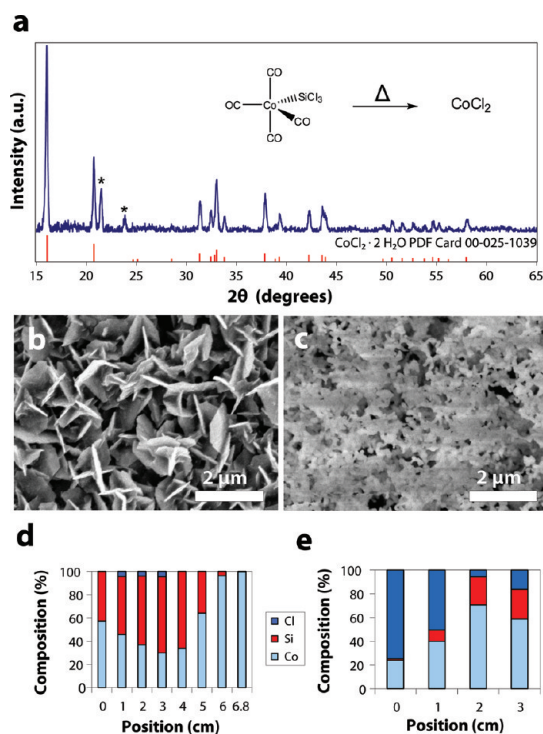 a
Intensity (a.u.)
CO
OC
Co
SiCl3
CO
CO
Δ
CoCl2
*
*
CoCl2 · 2 H2O PDF Card 00-025-1039
15 20 25 30 35 40 45 50 55 60 65
2θ (degrees)
b
2 μm
c
2 μm
d
Composition (%)
100
80
60
40
20
0
0 1 2 3 4 5 6 6.8
Position (cm)
Cl
Si
Co
e
Composition (%)
100
80
60
40
20
0
0 1 2 3
Position (cm)